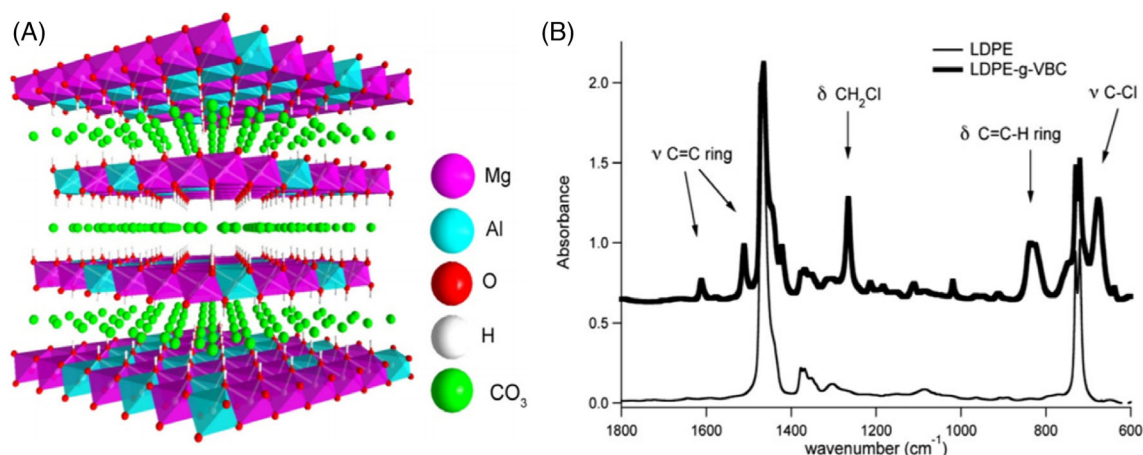 (A)
Mg
Al
O
H
CO₃
(B)
LDPE
LDPE-g-VBC
ν C=C ring
δ CH₂Cl
δ C=C-H ring
ν C-Cl
Absorbance
2.0
1.5
1.0
0.5
0.0
1800 1600 1400 1200 1000 800 600
wavenumber (cm⁻¹)